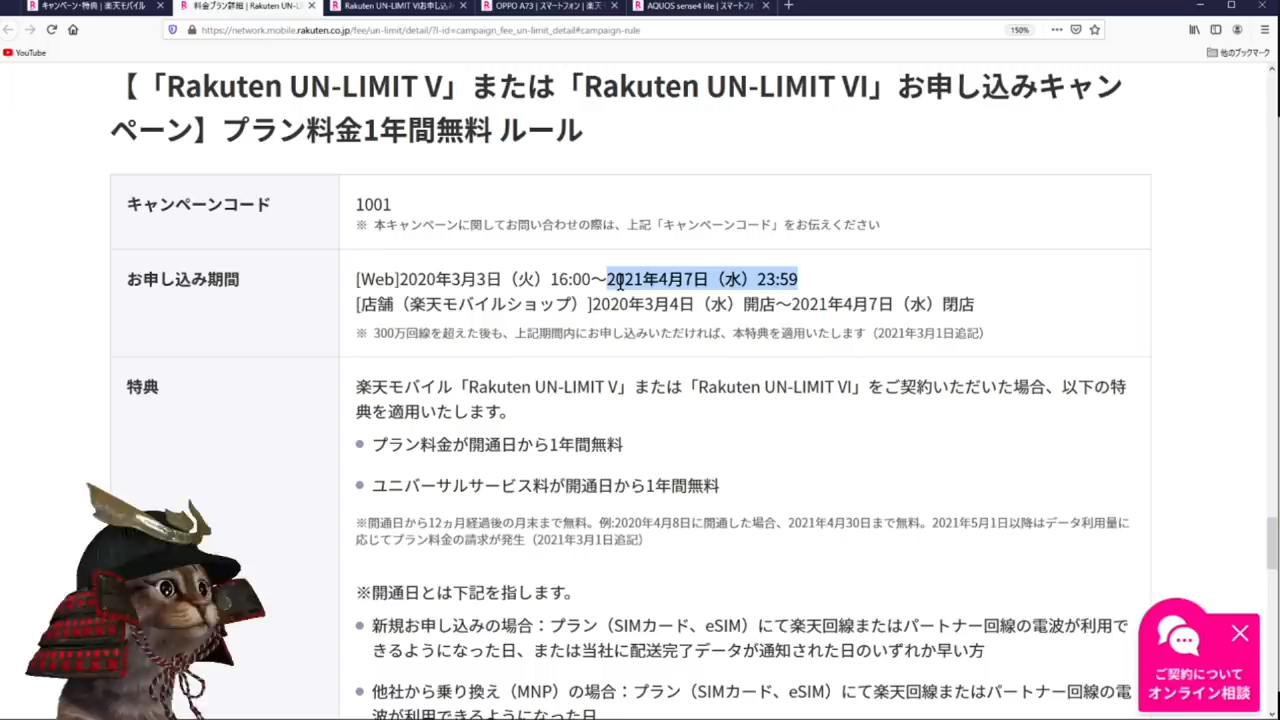 キャンペーン・特典 | 楽天モバイル
料金プラン詳細 | Rakuten UN-L
Rakuten UN-LIMIT VIお申し込み
OPPO A73 | スマートフォン | 楽天
AQUOS sense4 lite | スマートフォ
https://network.mobile.rakuten.co.jp/fee/un-limit/detail/?l-id=campaign_fee_un-limit_detail#campaign-rule
150%
YouTube
他のブックマーク
【「Rakuten UN-LIMIT V」または「Rakuten UN-LIMIT VI」お申し込みキャン
ペーン】プラン料金1年間無料 ルール
キャンペーンコード
1001
※ 本キャンペーンに関してお問い合わせの際は、上記「キャンペーンコード」をお伝えください
お申し込み期間
[Web]2020年3月3日（火）16:00～2021年4月7日（水）23:59
[店舗（楽天モバイルショップ）]2020年3月4日（水）開店～2021年4月7日（水）閉店
※ 300万回線を超えた後も、上記期間内にお申し込みいただければ、本特典を適用いたします（2021年3月1日追記）
特典
楽天モバイル「Rakuten UN-LIMIT V」または「Rakuten UN-LIMIT VI」をご契約いただいた場合、以下の特
典を適用いたします。
プラン料金が開通日から1年間無料
ユニバーサルサービス料が開通日から1年間無料
※開通日から12ヵ月経過後の月末まで無料。例:2020年4月8日に開通した場合、2021年4月30日まで無料。2021年5月1日以降はデータ利用量に
応じてプラン料金の請求が発生（2021年3月1日追記）
※開通日とは下記を指します。
新規お申し込みの場合：プラン（SIMカード、eSIM）にて楽天回線またはパートナー回線の電波が利用で
きるようになった日、または当社に配送完了データが通知された日のいずれか早い方
他社から乗り換え（MNP）の場合：プラン（SIMカード、eSIM）にて楽天回線またはパートナー回線の電
波が利用できるようになった日
ご契約について
オンライン相談